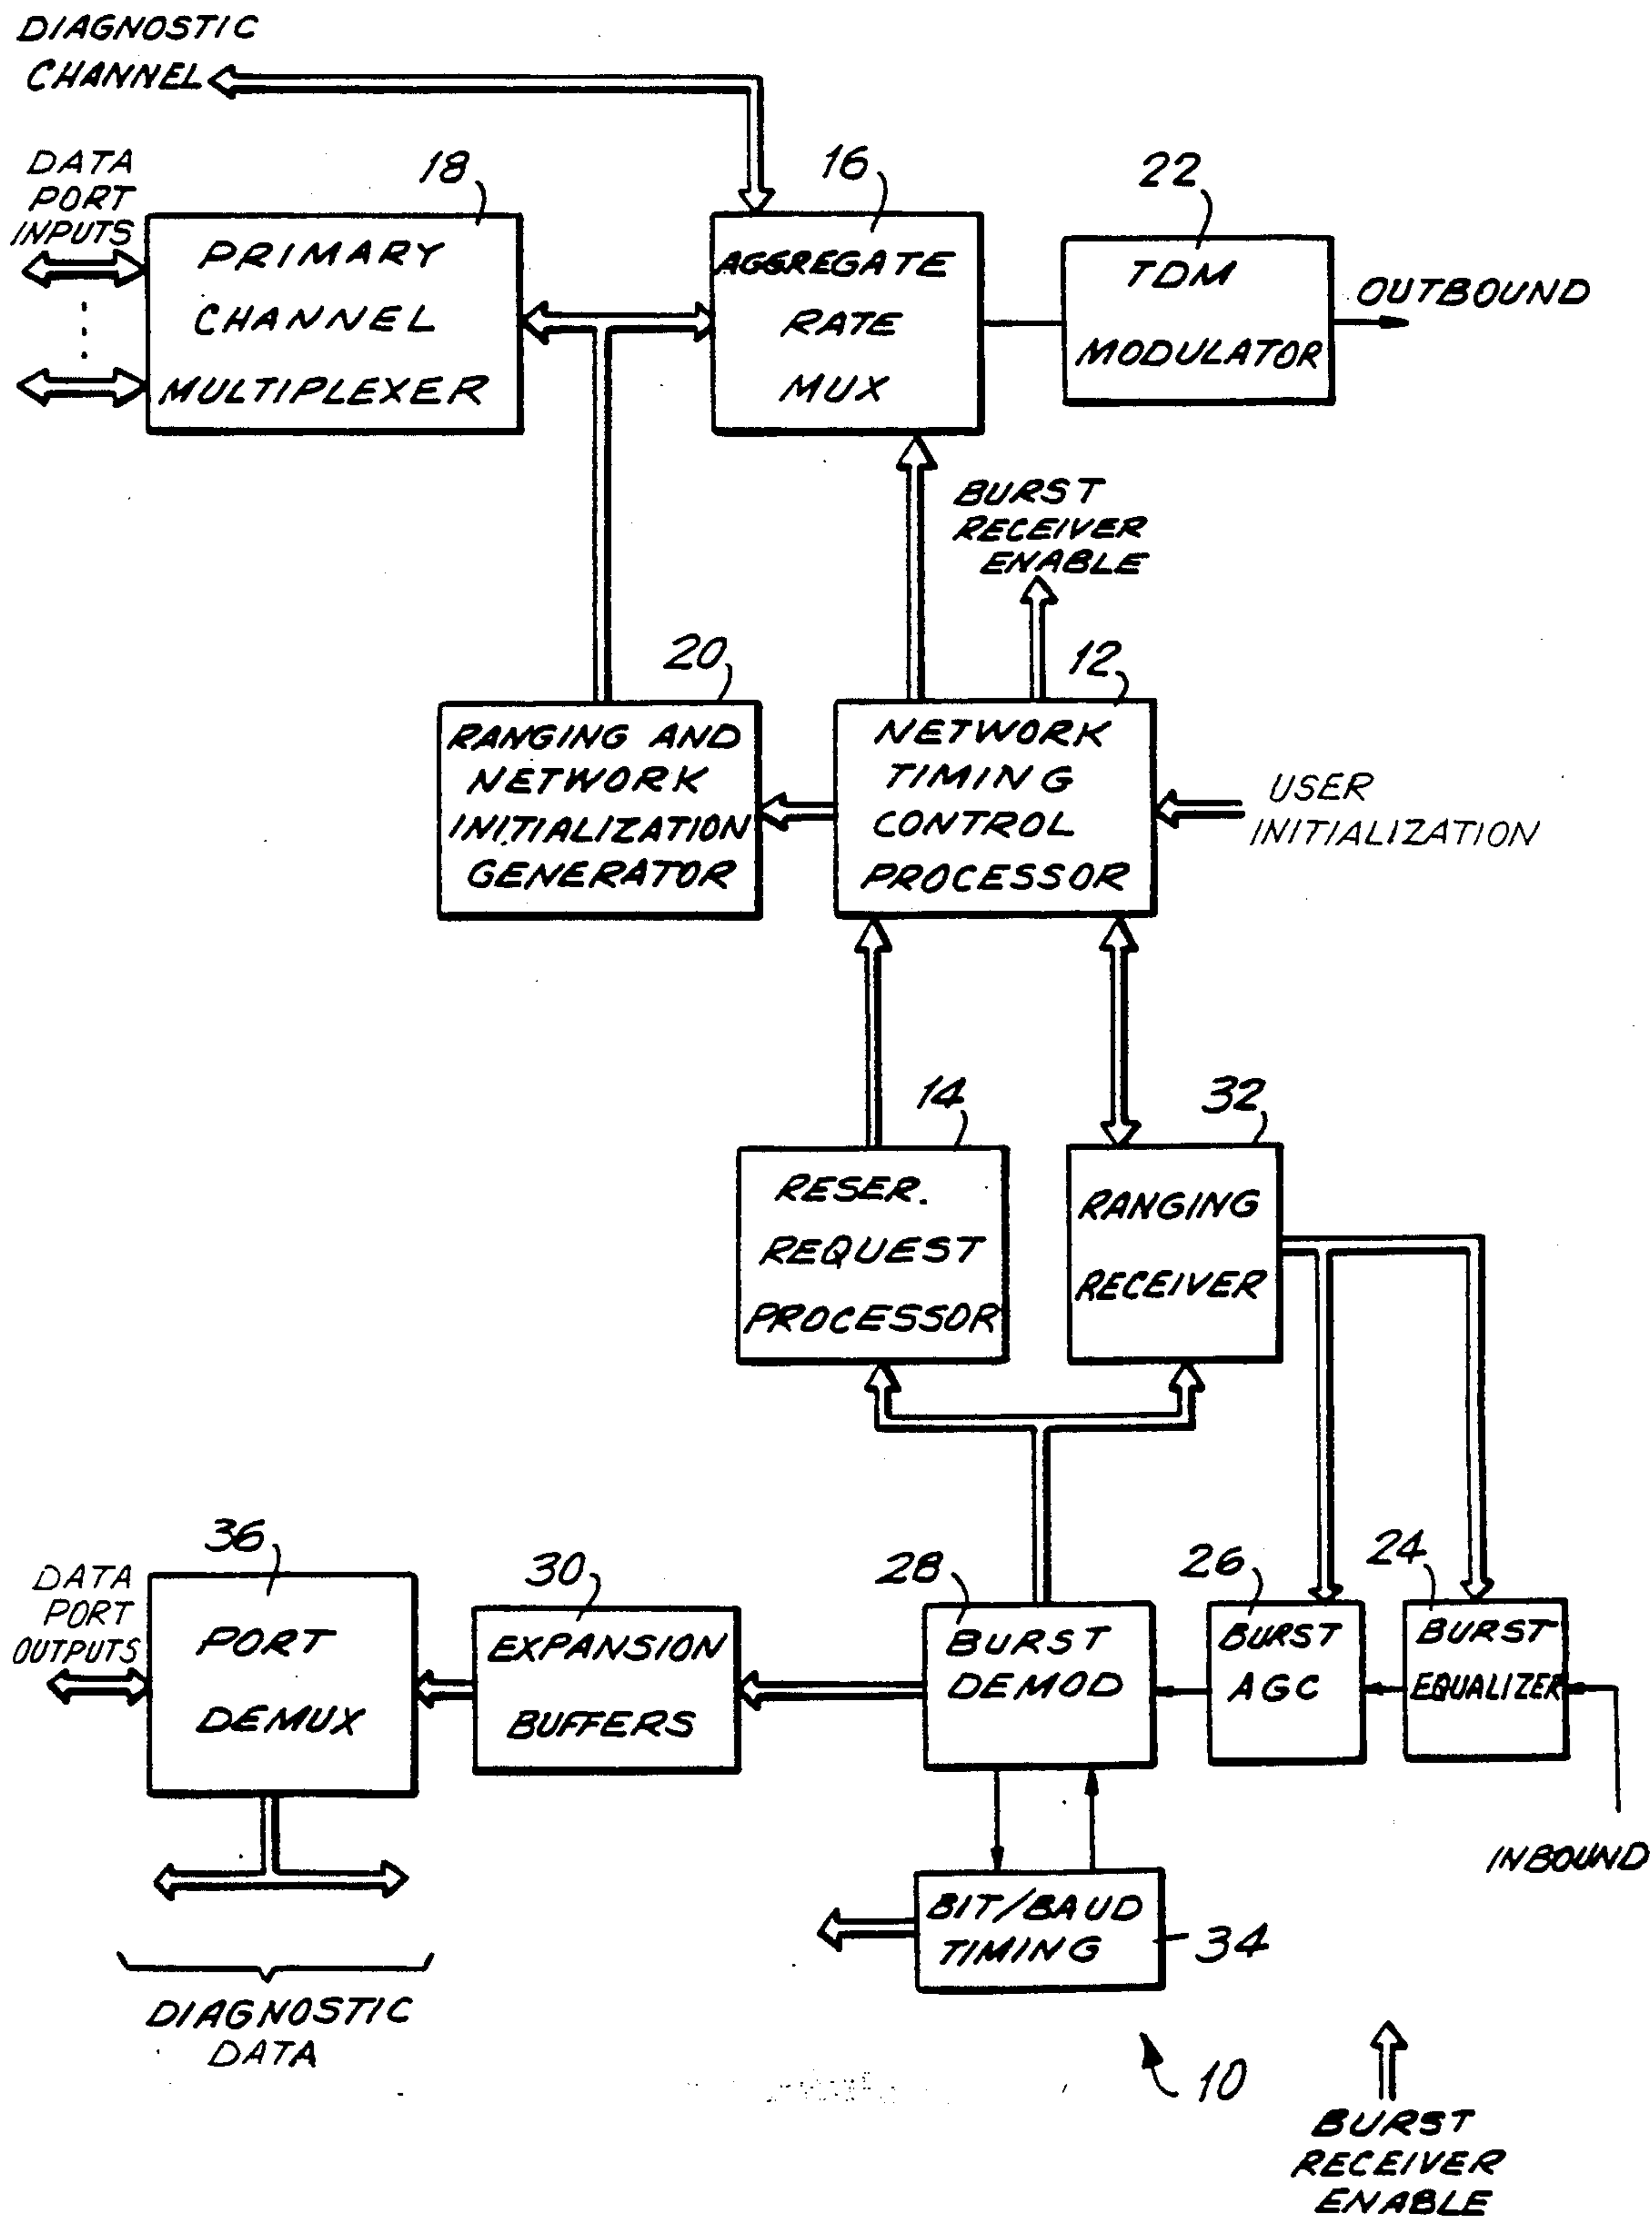 DIAGNOSTIC
CHANNEL
DATA
PORT
INPUTS
18
PRIMARY
CHANNEL
MULTIPLEXER
16
AGGREGATE
RATE
MUX
22
TDM
MODULATOR
OUTBOUND
BURST
RECEIVER
ENABLE
20
RANGING AND
NETWORK
INITIALIZATION
GENERATOR
12
NETWORK
TIMING
CONTROL
PROCESSOR
USER
INITIALIZATION
14
RESER.
REQUEST
PROCESSOR
32
RANGING
RECEIVER
DATA
PORT
OUTPUTS
36
PORT
DEMUX
30
EXPANSION
BUFFERS
28
BURST
DEMOD
26
BURST
AGC
24
BURST
EQUALIZER
INBOUND
BIT/BAUD
TIMING
34
DIAGNOSTIC
DATA
10
BURST
RECEIVER
ENABLE